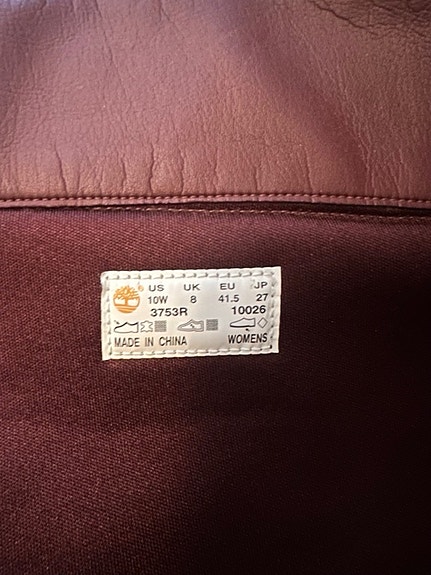 US UK EU JP
10W 8 41.5 27
3753R 10026
MADE IN CHINA WOMENS